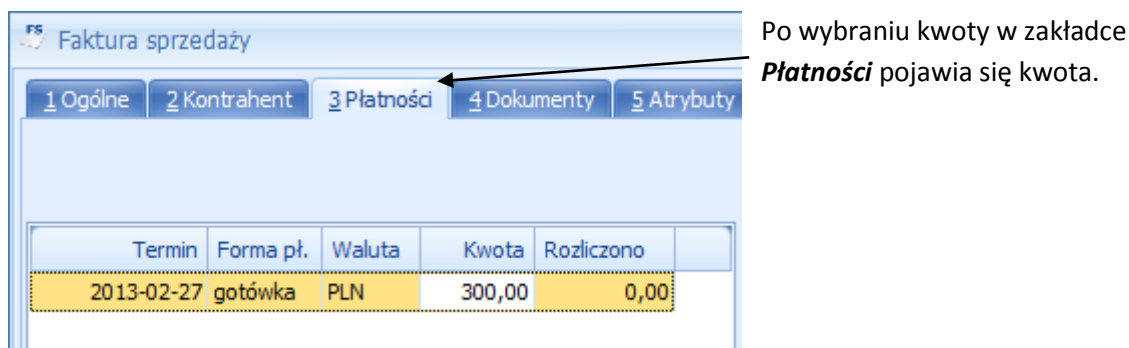 FS Faktura sprzedaży
Po wybraniu kwoty w zakładce
Płatności pojawia się kwota.
1 Ogólne 2 Kontrahent 3 Płatności 4 Dokumenty 5 Atrybuty
Termin Forma pł. Waluta Kwota Rozliczono
2013-02-27 gotówka PLN 300,00 0,00